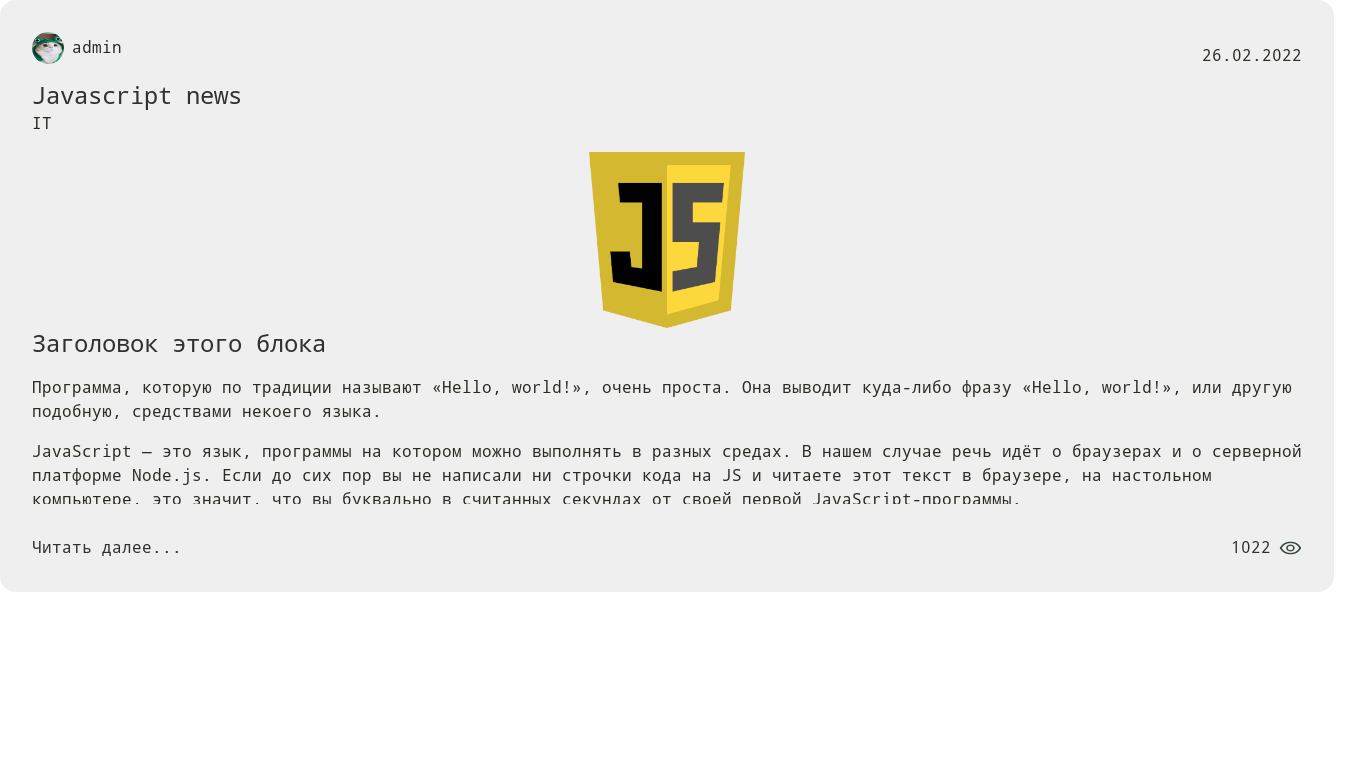 admin
26.02.2022
Javascript news
IT
JS
Заголовок этого блока
Программа, которую по традиции называют «Hello, world!», очень проста. Она выводит куда-либо фразу «Hello, world!», или другую
подобную, средствами некоего языка.
JavaScript — это язык, программы на котором можно выполнять в разных средах. В нашем случае речь идёт о браузерах и о серверной
платформе Node.js. Если до сих пор вы не написали ни строчки кода на JS и читаете этот текст в браузере, на настольном
компьютере, это значит, что вы буквально в считанных секундах от своей первой JavaScript-программы.
Читать далее...
1022